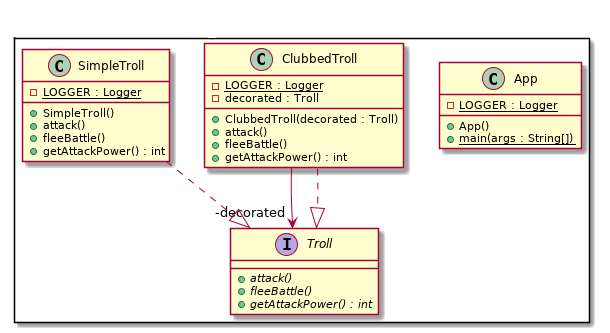 C SimpleTroll
LOGGER : Logger
SimpleTroll()
attack()
fleeBattle()
getAttackPower() : int
C ClubbedTroll
LOGGER : Logger
decorated : Troll
ClubbedTroll(decorated : Troll)
attack()
fleeBattle()
getAttackPower() : int
C App
LOGGER : Logger
App()
main(args : String[])
-decorated
I Troll
attack()
fleeBattle()
getAttackPower() : int